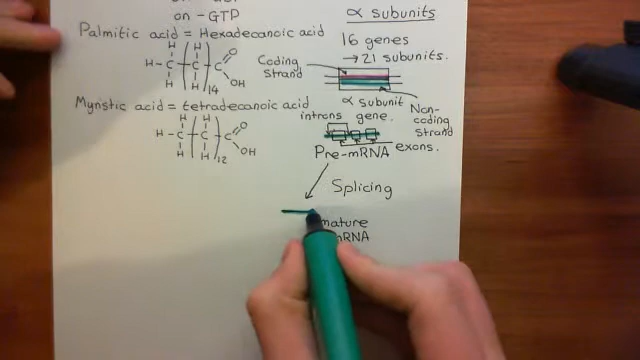 on -GTP
Palmitic acid = Hexadecanoic acid
H H
H-C-(C)-C O
H H 14 OH
Myristic acid = tetradecanoic acid
H H
H-C-(C)-C O
H H 12 OH
α subunits
16 genes
→ 21 subunits.
Coding
strand
α subunit
gene.
Non-
coding
strand
introns
exons.
Pre-mRNA
Splicing
mature
mRNA